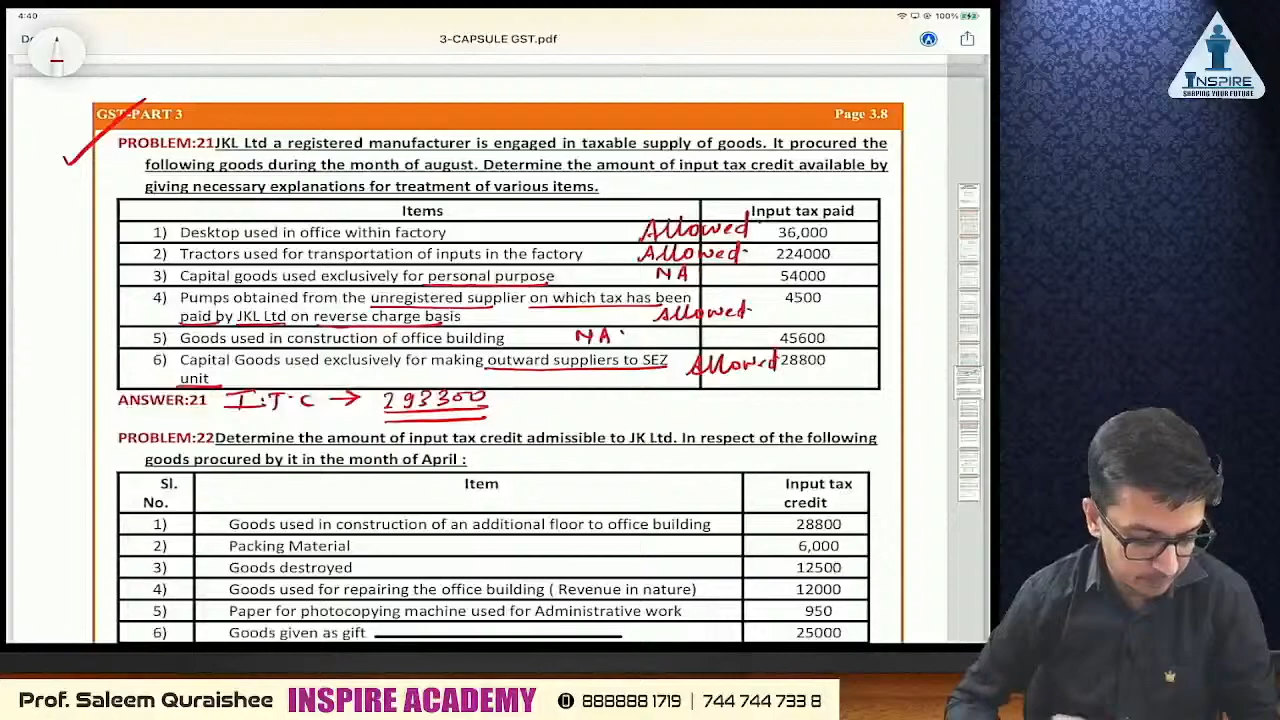 4:40
100%
3-CAPSULE GST.pdf
INSPIRE
SHAPING YOUR FUTURE
GST-PART 3 Page 3.8
PROBLEM:21 JKL Ltd a registered manufacturer is engaged in taxable supply of goods. It procured the
following goods during the month of august. Determine the amount of input tax credit available by
giving necessary explanations for treatment of various items.
Items Input tax paid
1) Desktop used in office within factory Allowed 36,000
2) Tractors used for transportation of inputs in the factory Allowed 224000
3) Capital goods used exclusively for personal purpose NA 54000
4) Pumps obtained from the unregistered supplier on which tax has been 4500
paid by JKL Ltd on reverse charge basis Allowed
5) Goods used in construction of office building NA 45600
6) Capital Goods used exclusively for making outward suppliers to SEZ Allowed 28800
unit
ANSWER:21 I.T.C → 293300
PROBLEM:22 Determine the amount of input tax credit admissible to JK Ltd. In respect of the following
goods procured by it in the month of April :
Sl. Item Input tax
No. credit
1) Goods used in construction of an additional floor to office building 28800
2) Packing Material 6,000
3) Goods destroyed 12500
4) Goods used for repairing the office building ( Revenue in nature) 12000
5) Paper for photocopying machine used for Administrative work 950
6) Goods given as gift 25000
Prof. Saleem Quraishee INSPIRE ACADEMY 888888 1719 | 744 744 733 8